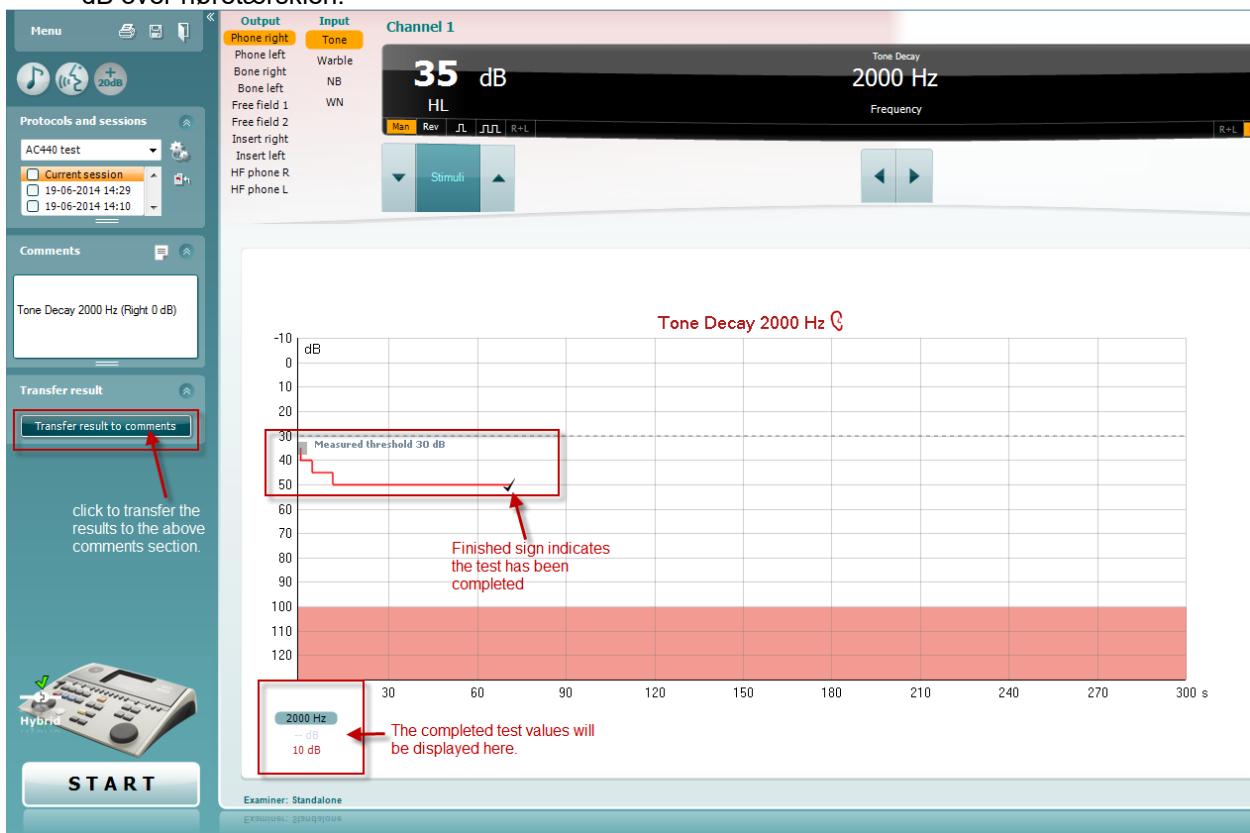 dB over høretærsklen.
Menu
20dB
Protocols and sessions
AC440 test
Current session
19-06-2014 14:29
19-06-2014 14:10
Comments
Tone Decay 2000 Hz (Right 0 dB)
Transfer result
Transfer result to comments
click to transfer the
results to the above
comments section.
Hybrid
START
Output
Phone right
Phone left
Bone right
Bone left
Free field 1
Free field 2
Insert right
Insert left
HF phone R
HF phone L
Input
Tone
Warble
NB
WN
Channel 1
35 dB
HL
Man Rev R+L
Tone Decay
2000 Hz
Frequency
R+L
Stimuli
Tone Decay 2000 Hz
dB
-10
0
10
20
30
40
50
60
70
80
90
100
110
120
Measured threshold 30 dB
Finished sign indicates
the test has been
completed
30 60 90 120 150 180 210 240 270 300 s
2000 Hz
-- dB
10 dB
The completed test values will
be displayed here.
Examiner: Standalone